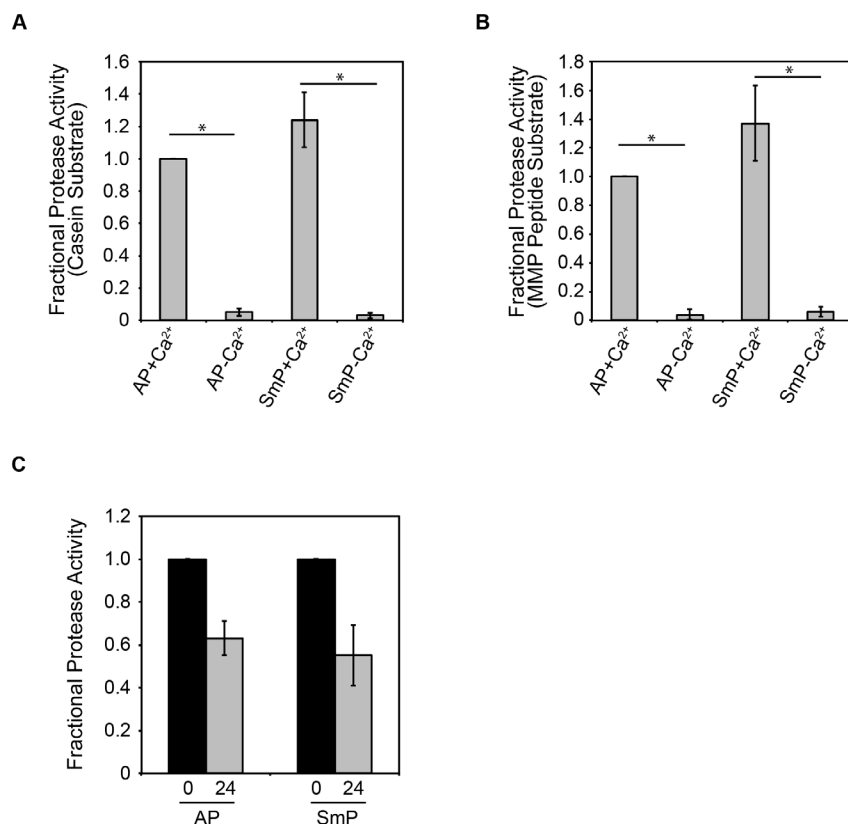 A
Fractional Protease Activity
(Casein Substrate)
1.6
1.4
1.2
1.0
0.8
0.6
0.4
0.2
0
*
*
AP+Ca²⁺
AP-Ca²⁺
SmP+Ca²⁺
SmP-Ca²⁺
B
Fractional Protease Activity
(MMP Peptide Substrate)
1.8
1.6
1.4
1.2
1.0
0.8
0.6
0.4
0.2
0
*
*
AP+Ca²⁺
AP-Ca²⁺
SmP+Ca²⁺
SmP-Ca²⁺
C
Fractional Protease Activity
1.2
1.0
0.8
0.6
0.4
0.2
0
0 24 0 24
AP SmP